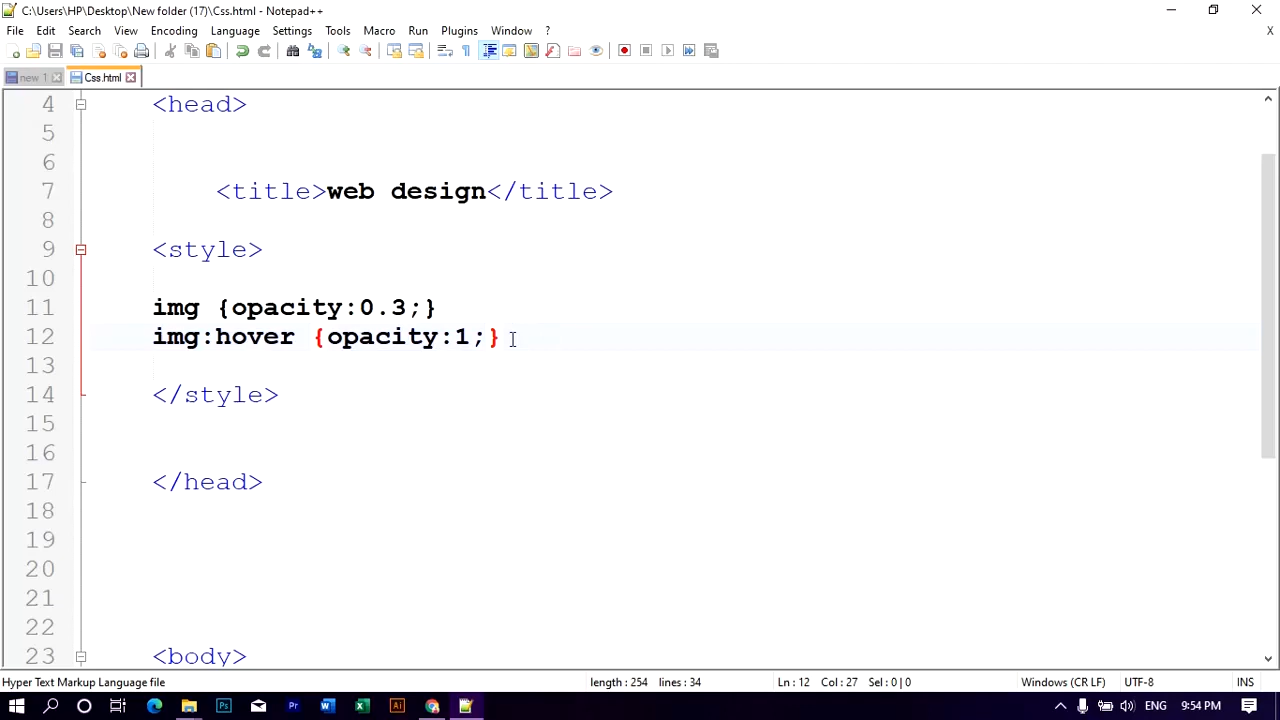 C:\Users\HP\Desktop\New folder (17)\Css.html - Notepad++
File Edit Search View Encoding Language Settings Tools Macro Run Plugins Window ? X
new 1 Css.html
4 <head>
5
6
7 <title>web design</title>
8
9 <style>
10
11 img {opacity:0.3;}
12 img:hover {opacity:1;}
13
14 </style>
15
16
17 </head>
18
19
20
21
22
23 <body>
Hyper Text Markup Language file length : 254 lines : 34 Ln : 12 Col : 27 Sel : 0 | 0 Windows (CR LF) UTF-8 INS
Ps Pr W X Ai ENG 9:54 PM